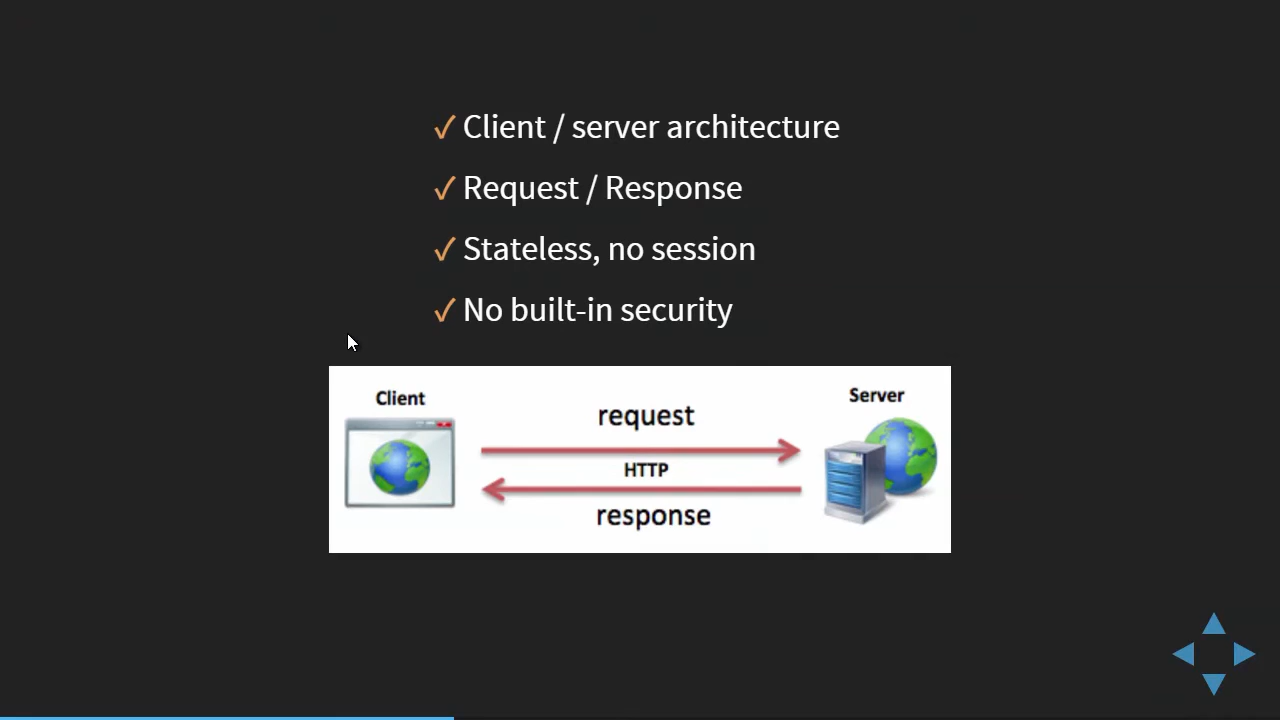 ✓ Client / server architecture
✓ Request / Response
✓ Stateless, no session
✓ No built-in security
Client
Server
request
HTTP
response